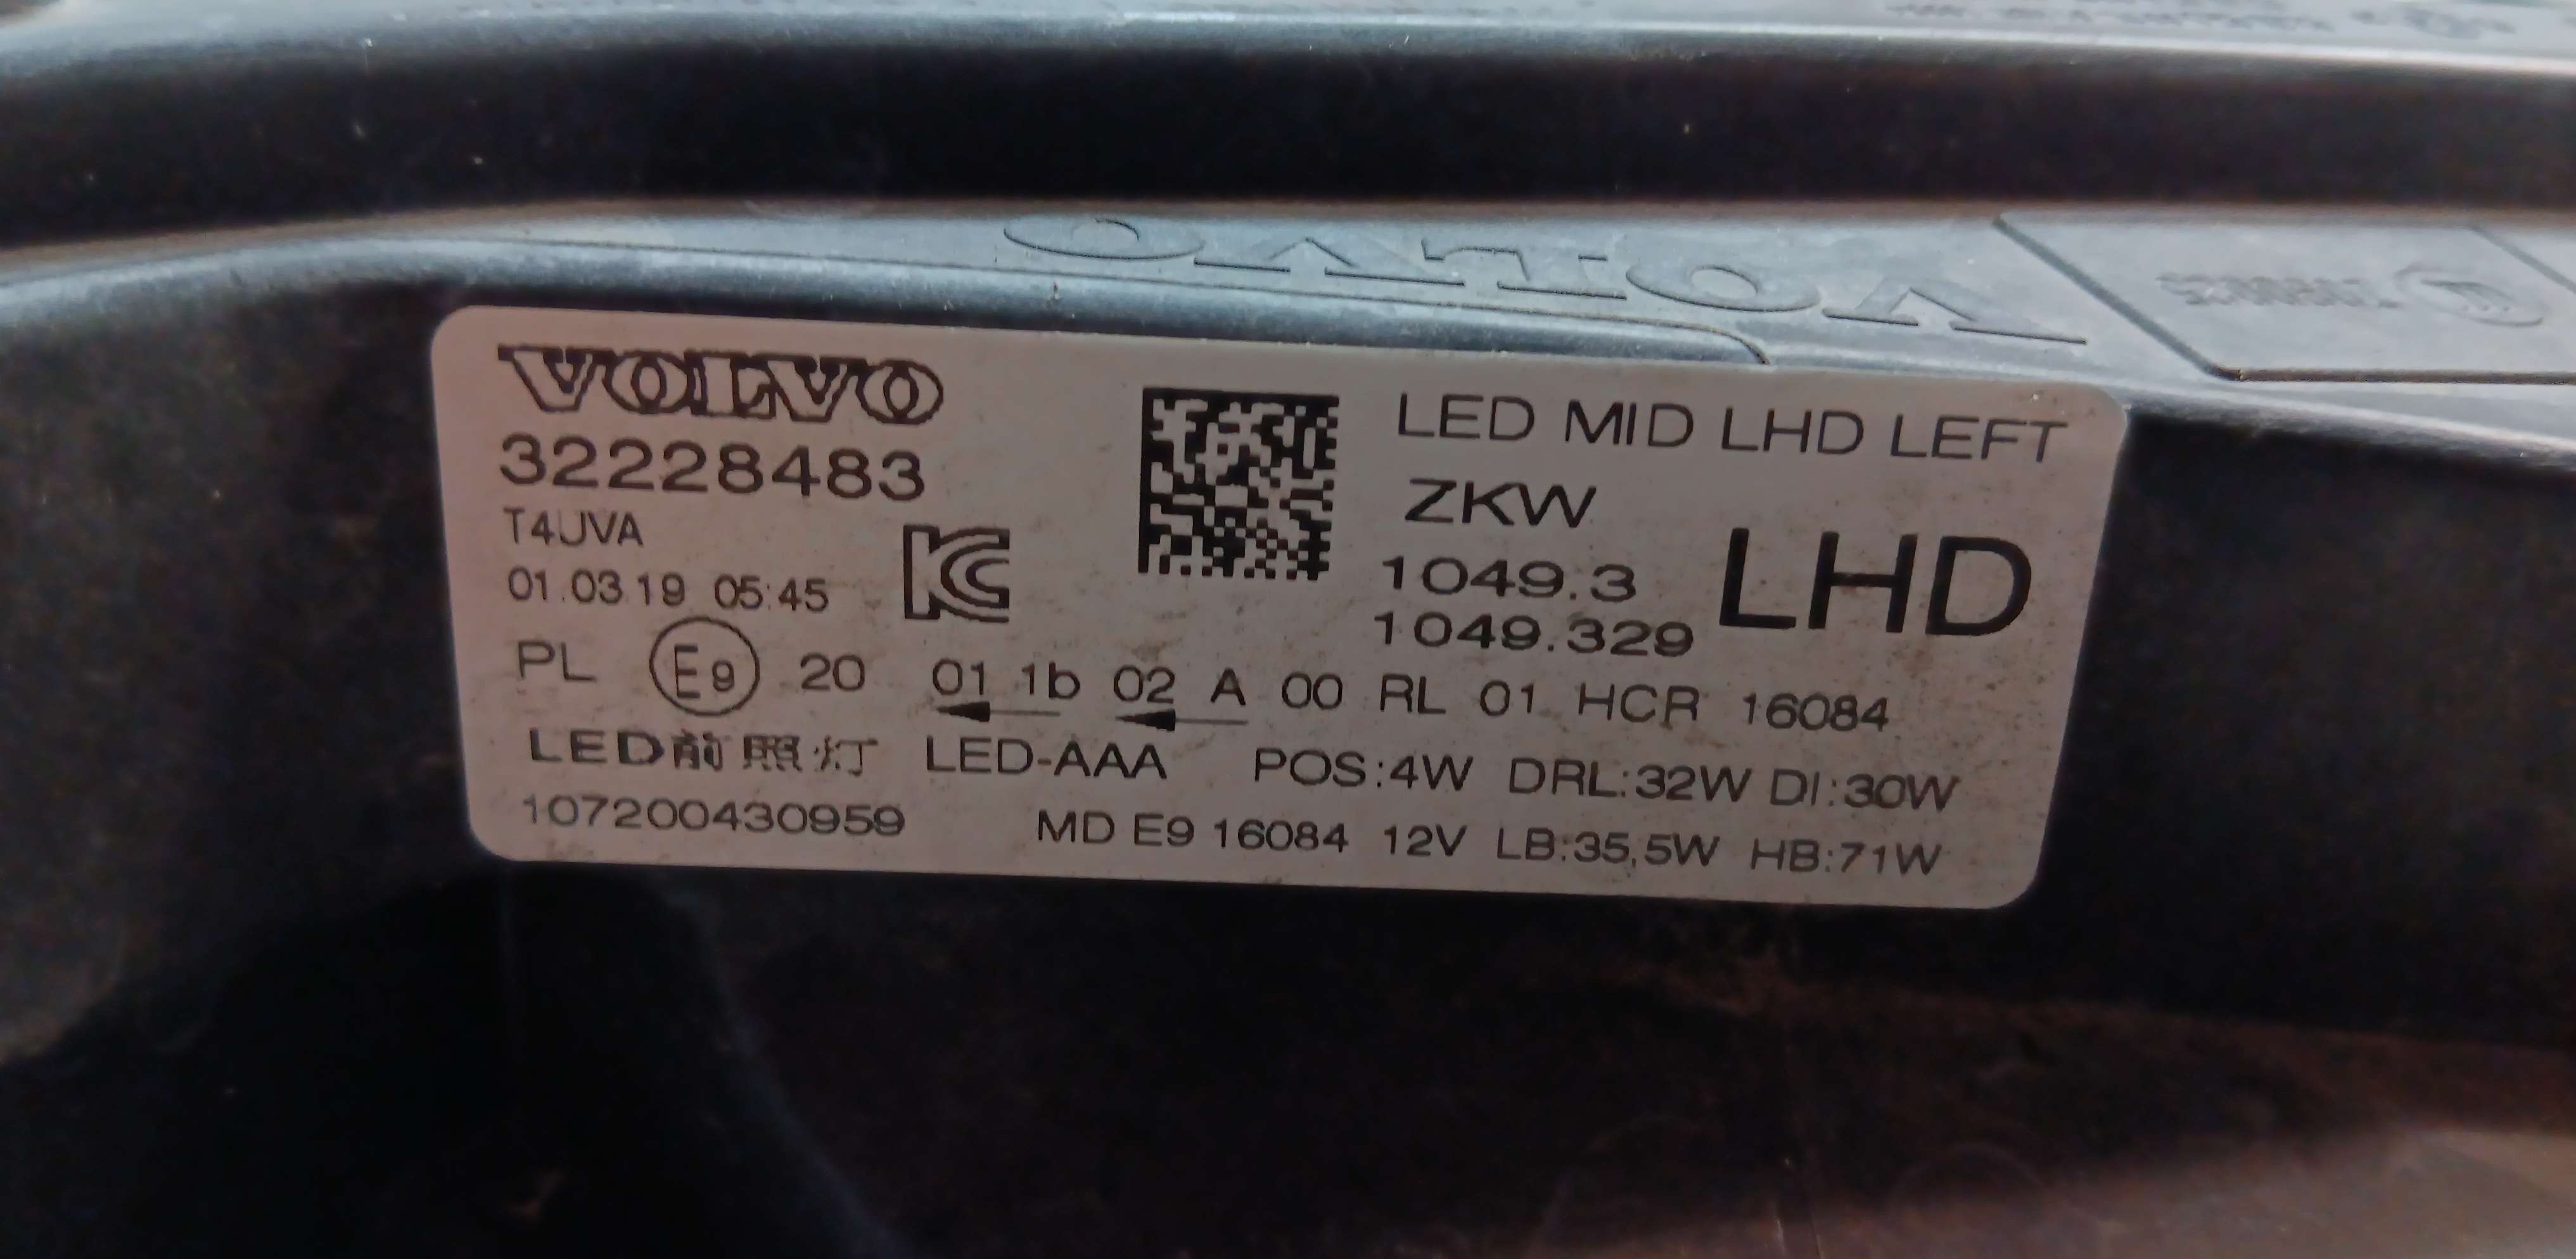 VOLVO
VOLVO
32228483
T4UVA
01.03.19 05:45
LED MID LHD LEFT
ZKW
1049.3
1049.329
LHD
PL E9 20 01 1b 02 A 00 RL 01 HCR 16084
LED前照灯 LED-AAA POS:4W DRL:32W DI:30W
107200430959 MD E9 16084 12V LB:35,5W HB:71W